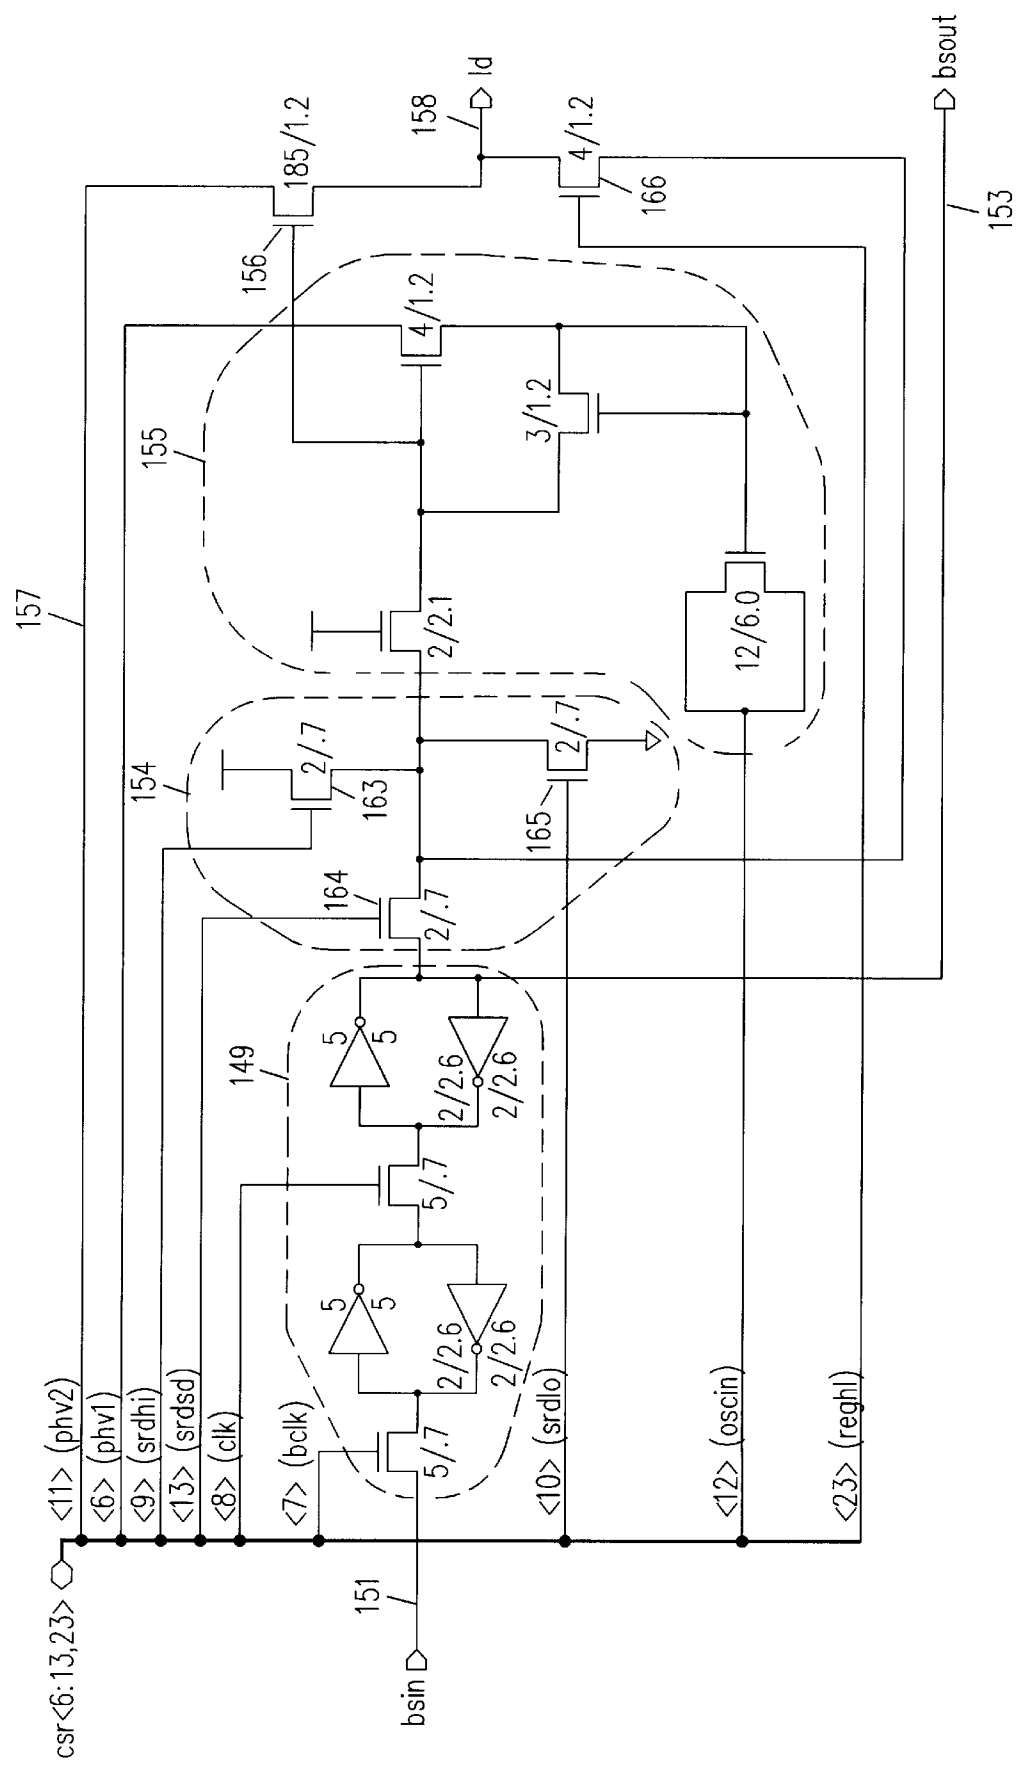 csr<6:13,23>
<11> (phv2)
<6> (phv1)
<9> (srdhi)
<13> (srdsd)
<8> (clk)
<7> (bclk)
<10> (srdlo)
<12> (oscin)
<23> (reghl)
bsin
151
5/.7
5
5
2/2.6
2/2.6
5/.7
149
5
5
2/2.6
2/2.6
164
2/.7
154
2/.7
163
165
2/.7
157
155
2/2.1
12/6.0
3/1.2
4/1.2
156
185/1.2
158
ld
4/1.2
166
153
bsout